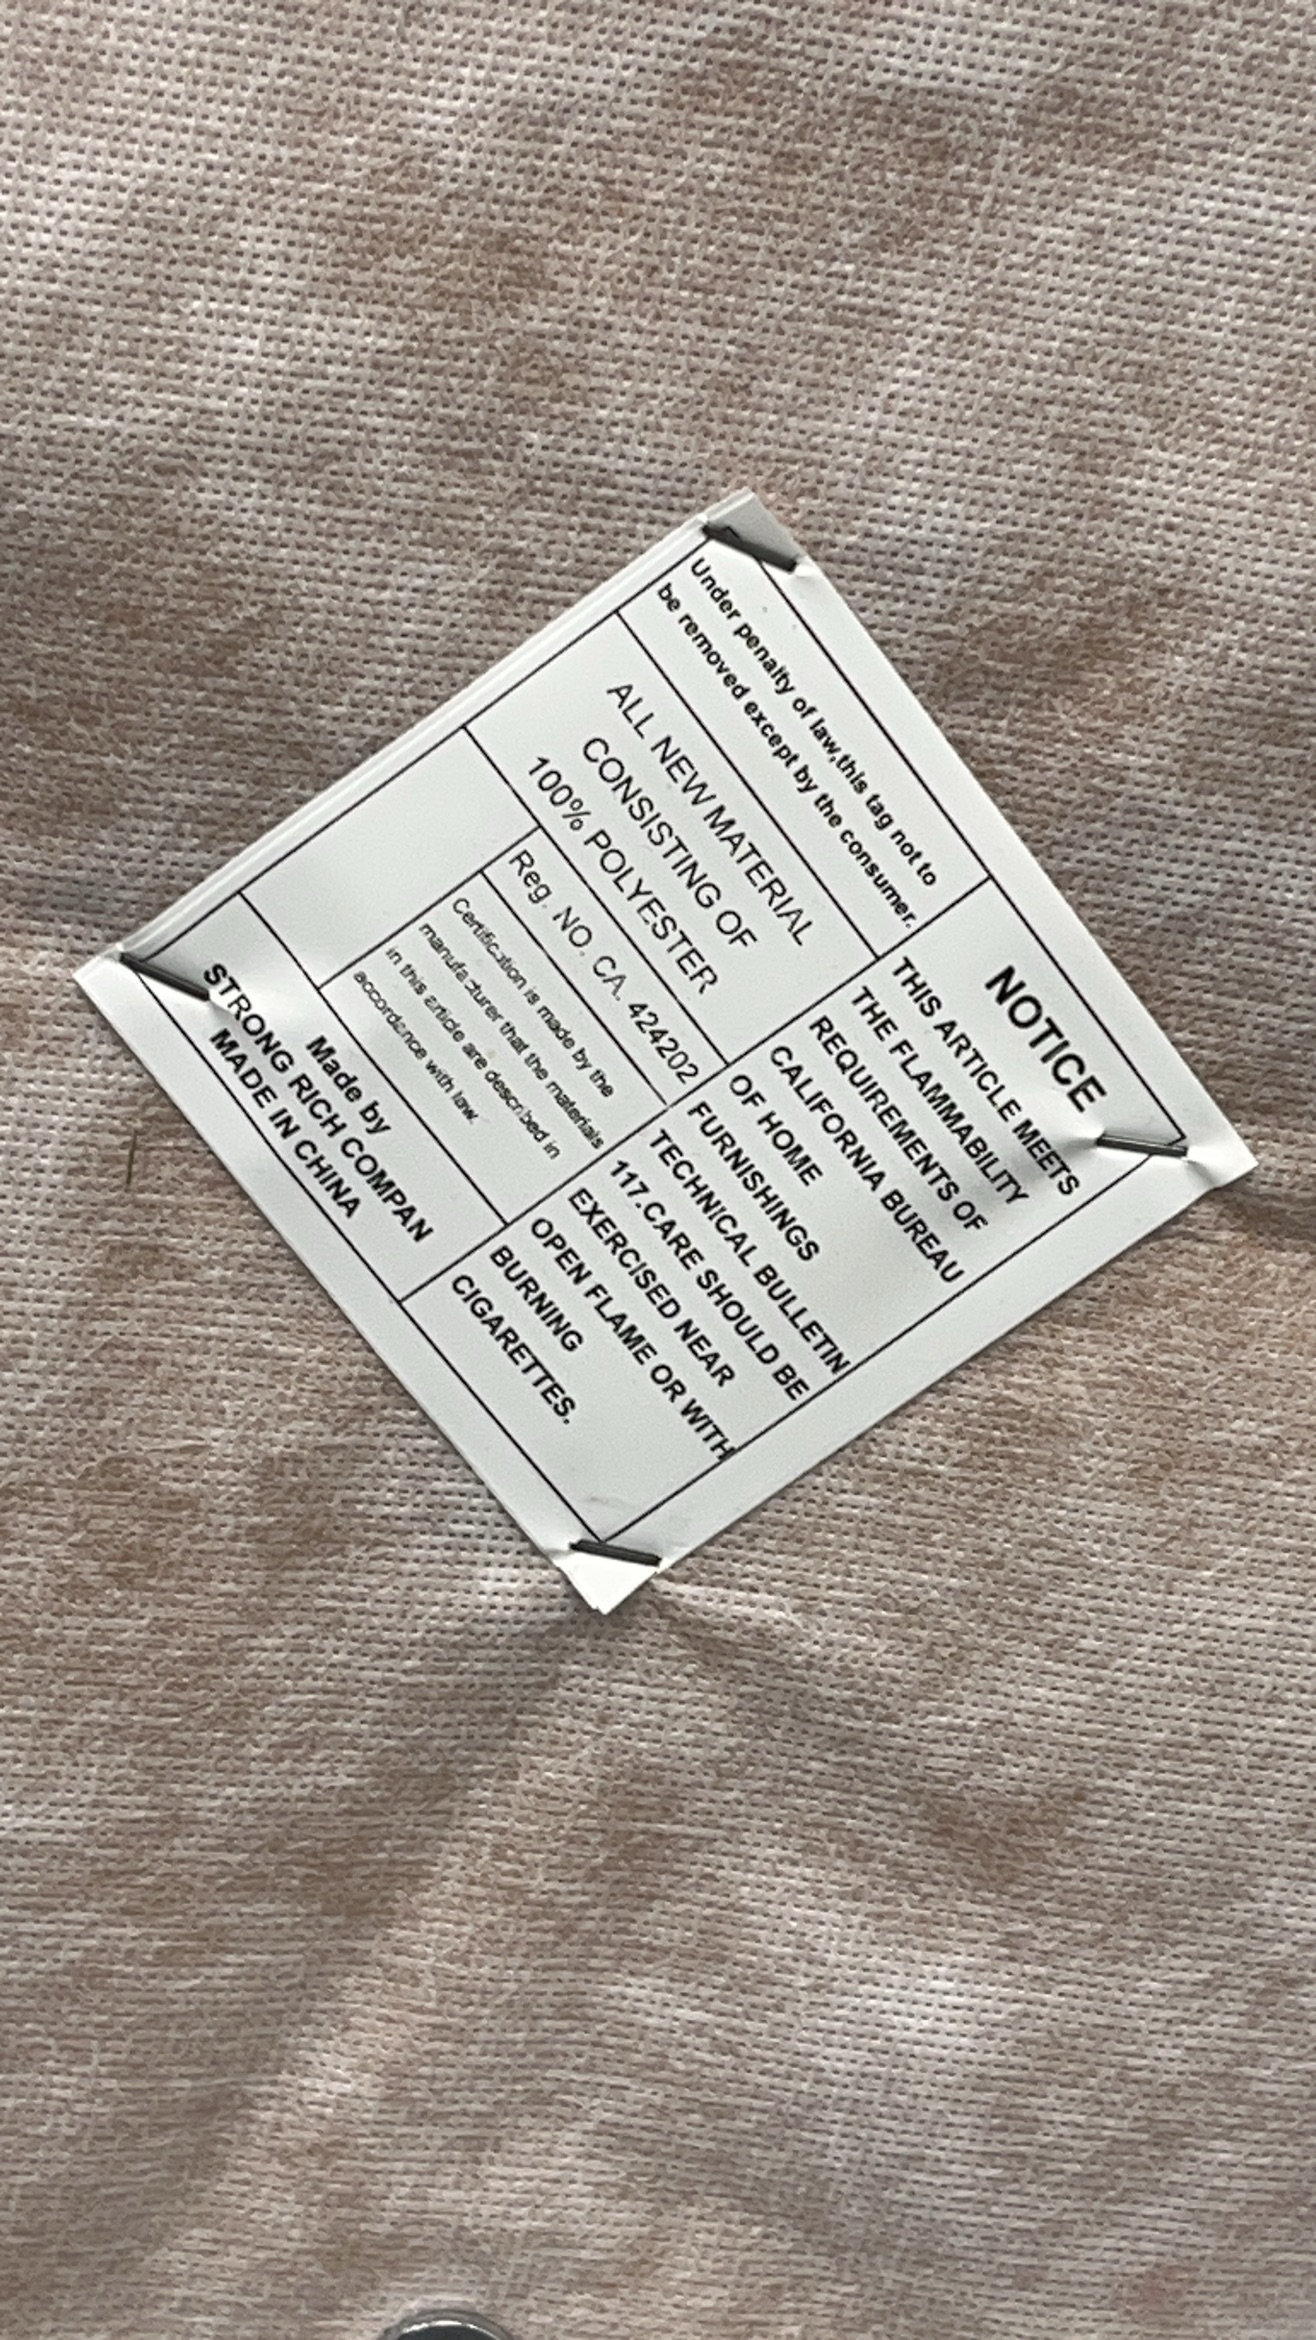 Under penalty of law,this tag not to
be removed except by the consumer.
ALL NEW MATERIAL
CONSISTING OF
100% POLYESTER
Reg. NO. CA. 424202
Certification is made by the
manufacturer that the materials
in this article are described in
accordance with law.
Made by
STRONG RICH COMPAN
MADE IN CHINA
NOTICE
THIS ARTICLE MEETS
THE FLAMMABILITY
REQUIREMENTS OF
CALIFORNIA BUREAU
OF HOME
FURNISHINGS
TECHNICAL BULLETIN
117.CARE SHOULD BE
EXERCISED NEAR
OPEN FLAME OR WITH
BURNING
CIGARETTES.